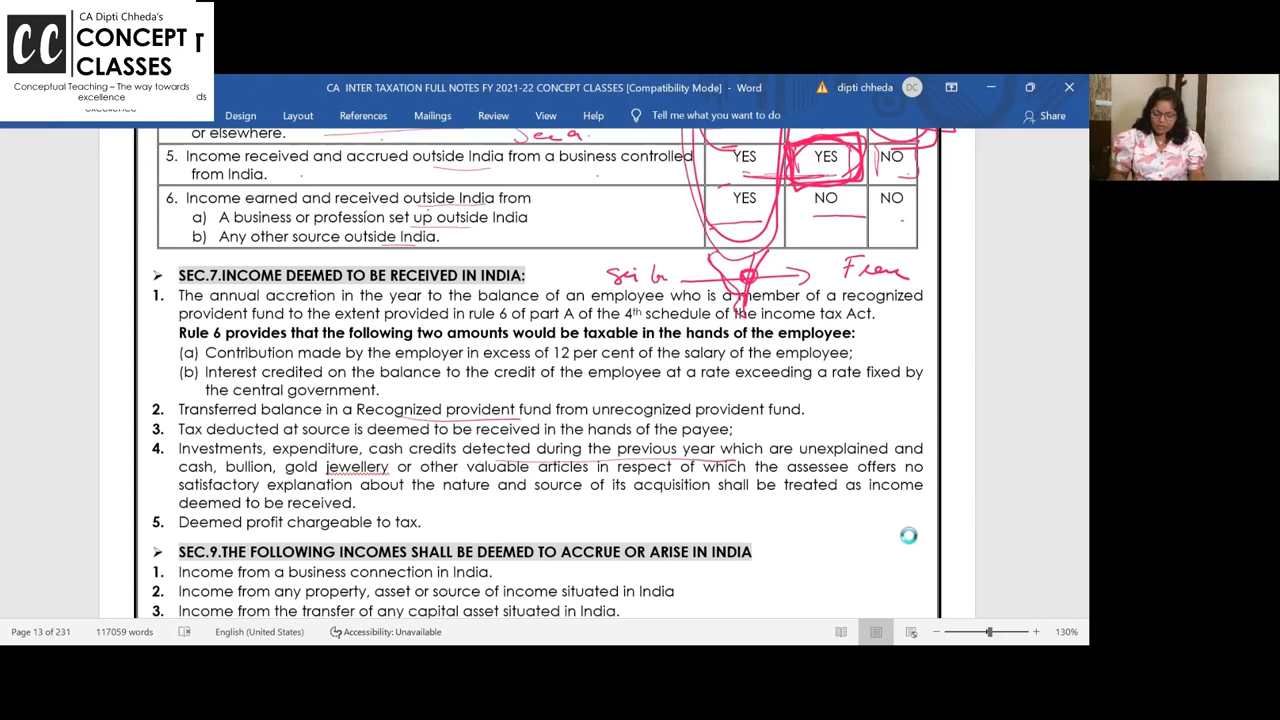 CA Dipti Chheda's
CONCEPT
CLASSES
Conceptual Teaching – The way towards
excellence
CA INTER TAXATION FULL NOTES FY 2021-22 CONCEPT CLASSES [Compatibility Mode] - Word
dipti chheda
DC
Design References Mailings Review View Help Tell me what you want to do Share
or elsewhere.
5. Income received and accrued outside India from a business controlled YES YES NO
from India.
6. Income earned and received outside India from YES NO NO
a) A business or profession set up outside India
b) Any other source outside India.
➢ SEC.7.INCOME DEEMED TO BE RECEIVED IN INDIA:
1. The annual accretion in the year to the balance of an employee who is a member of a recognized
provident fund to the extent provided in rule 6 of part A of the 4th schedule of the income tax Act.
Rule 6 provides that the following two amounts would be taxable in the hands of the employee:
(a) Contribution made by the employer in excess of 12 per cent of the salary of the employee;
(b) Interest credited on the balance to the credit of the employee at a rate exceeding a rate fixed by
the central government.
2. Transferred balance in a Recognized provident fund from unrecognized provident fund.
3. Tax deducted at source is deemed to be received in the hands of the payee;
4. Investments, expenditure, cash credits detected during the previous year which are unexplained and
cash, bullion, gold jewellery or other valuable articles in respect of which the assessee offers no
satisfactory explanation about the nature and source of its acquisition shall be treated as income
deemed to be received.
5. Deemed profit chargeable to tax.
➢ SEC.9.THE FOLLOWING INCOMES SHALL BE DEEMED TO ACCRUE OR ARISE IN INDIA
1. Income from a business connection in India.
2. Income from any property, asset or source of income situated in India
3. Income from the transfer of any capital asset situated in India.
Page 13 of 231 117059 words English (United States) Accessibility: Unavailable 130%